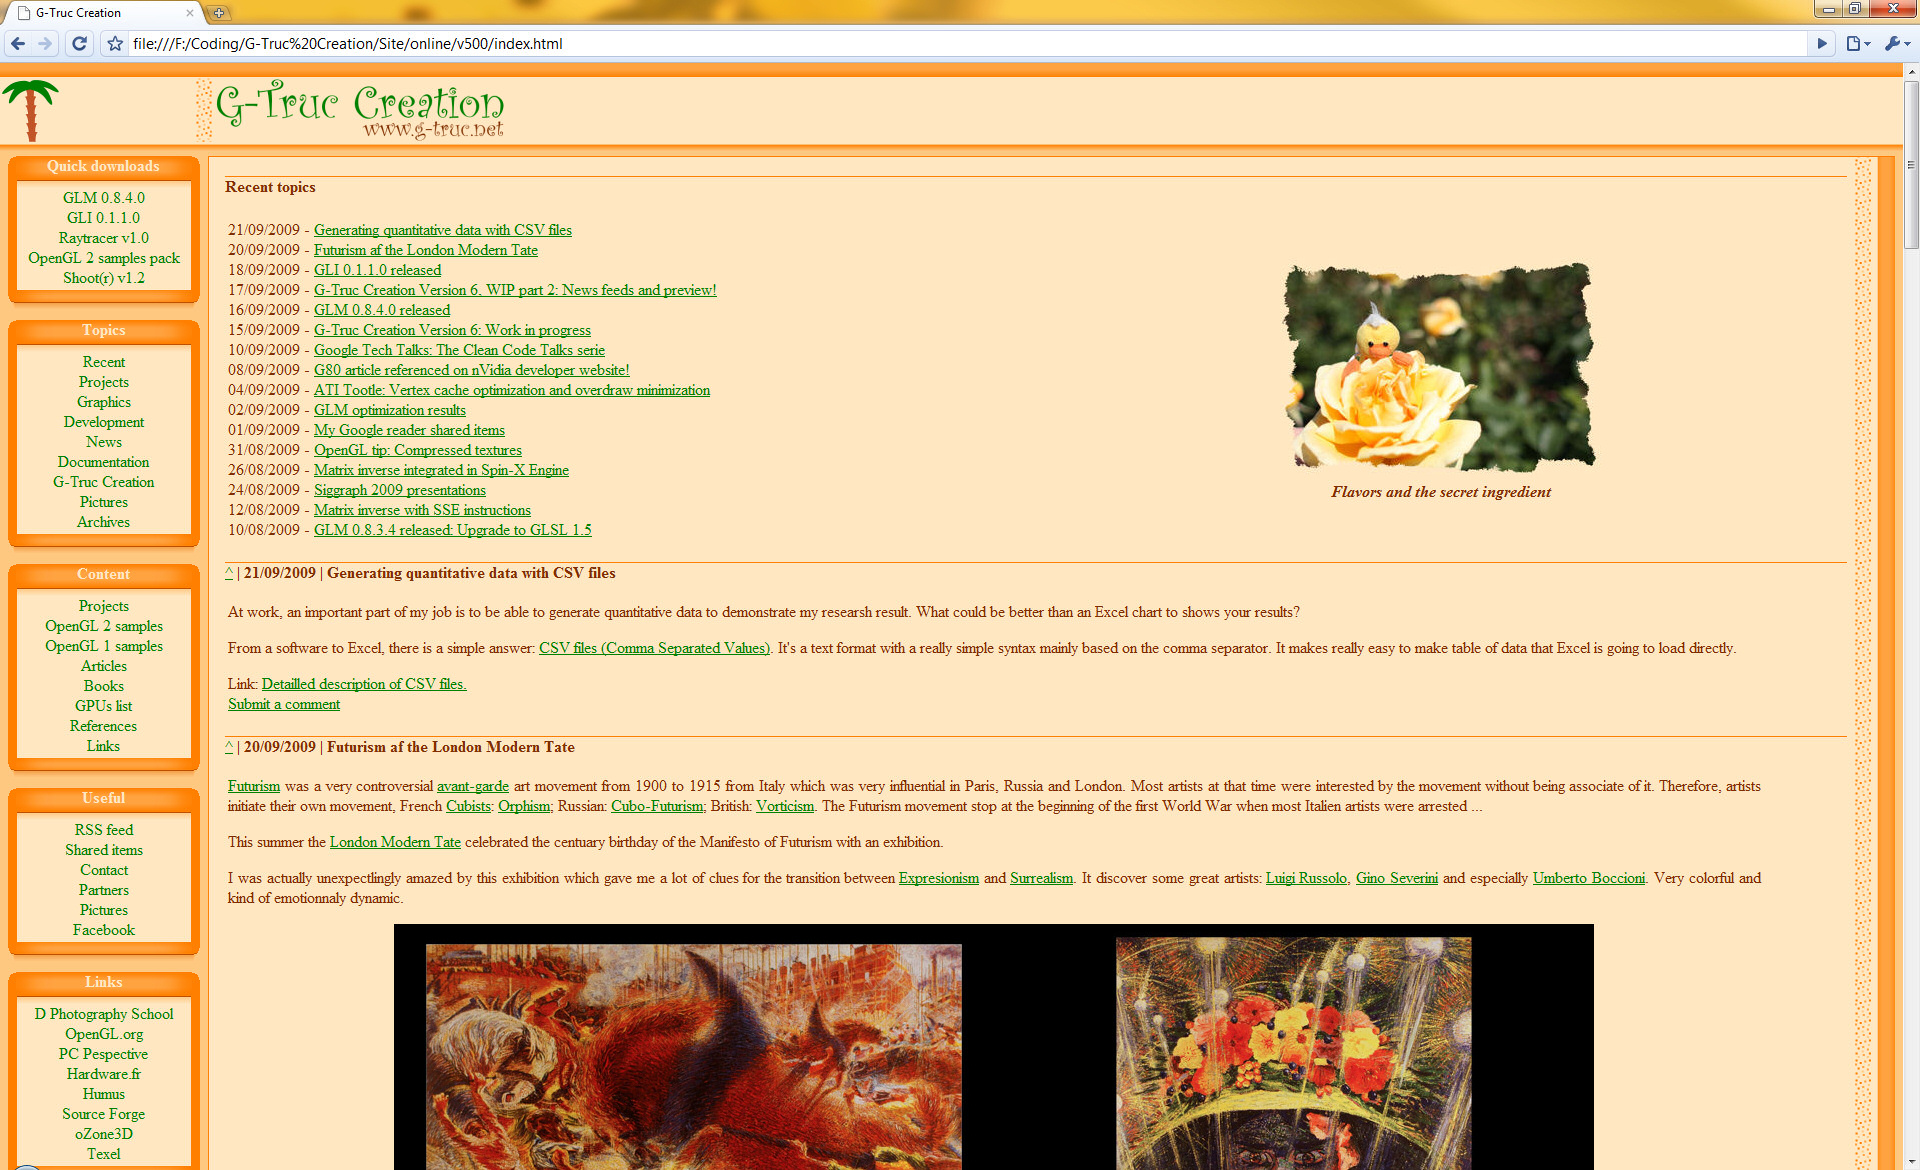 G-Truc Creation
file:///F:/Coding/G-Truc%20Creation/Site/online/v500/index.html
G-Truc Creation
www.g-truc.net
Quick downloads
GLM 0.8.4.0
GLI 0.1.1.0
Raytracer v1.0
OpenGL 2 samples pack
Shoot(r) v1.2
Topics
Recent
Projects
Graphics
Development
News
Documentation
G-Truc Creation
Pictures
Archives
Content
Projects
OpenGL 2 samples
OpenGL 1 samples
Articles
Books
GPUs list
References
Links
Useful
RSS feed
Shared items
Contact
Partners
Pictures
Facebook
Links
D Photography School
OpenGL.org
PC Pespective
Hardware.fr
Humus
Source Forge
oZone3D
Texel
Recent topics
21/09/2009 - Generating quantitative data with CSV files
20/09/2009 - Futurism af the London Modern Tate
18/09/2009 - GLI 0.1.1.0 released
17/09/2009 - G-Truc Creation Version 6, WIP part 2: News feeds and preview!
16/09/2009 - GLM 0.8.4.0 released
15/09/2009 - G-Truc Creation Version 6: Work in progress
10/09/2009 - Google Tech Talks: The Clean Code Talks serie
08/09/2009 - G80 article referenced on nVidia developer website!
04/09/2009 - ATI Tootle: Vertex cache optimization and overdraw minimization
02/09/2009 - GLM optimization results
01/09/2009 - My Google reader shared items
31/08/2009 - OpenGL tip: Compressed textures
26/08/2009 - Matrix inverse integrated in Spin-X Engine
24/08/2009 - Siggraph 2009 presentations
12/08/2009 - Matrix inverse with SSE instructions
10/08/2009 - GLM 0.8.3.4 released: Upgrade to GLSL 1.5
Flavors and the secret ingredient
^ | 21/09/2009 | Generating quantitative data with CSV files
At work, an important part of my job is to be able to generate quantitative data to demonstrate my researsh result. What could be better than an Excel chart to shows your results?
From a software to Excel, there is a simple answer: CSV files (Comma Separated Values). It's a text format with a really simple syntax mainly based on the comma separator. It makes really easy to make table of data that Excel is going to load directly.
Link: Detailled description of CSV files.
Submit a comment
^ | 20/09/2009 | Futurism af the London Modern Tate
Futurism was a very controversial avant-garde art movement from 1900 to 1915 from Italy which was very influential in Paris, Russia and London. Most artists at that time were interested by the movement without being associate of it. Therefore, artists
initiate their own movement, French Cubists: Orphism; Russian: Cubo-Futurism; British: Vorticism. The Futurism movement stop at the beginning of the first World War when most Italien artists were arrested ...
This summer the London Modern Tate celebrated the centuary birthday of the Manifesto of Futurism with an exhibition.
I was actually unexpectlingly amazed by this exhibition which gave me a lot of clues for the transition between Expresionism and Surrealism. It discover some great artists: Luigi Russolo, Gino Severini and especially Umberto Boccioni. Very colorful and
kind of emotionnaly dynamic.